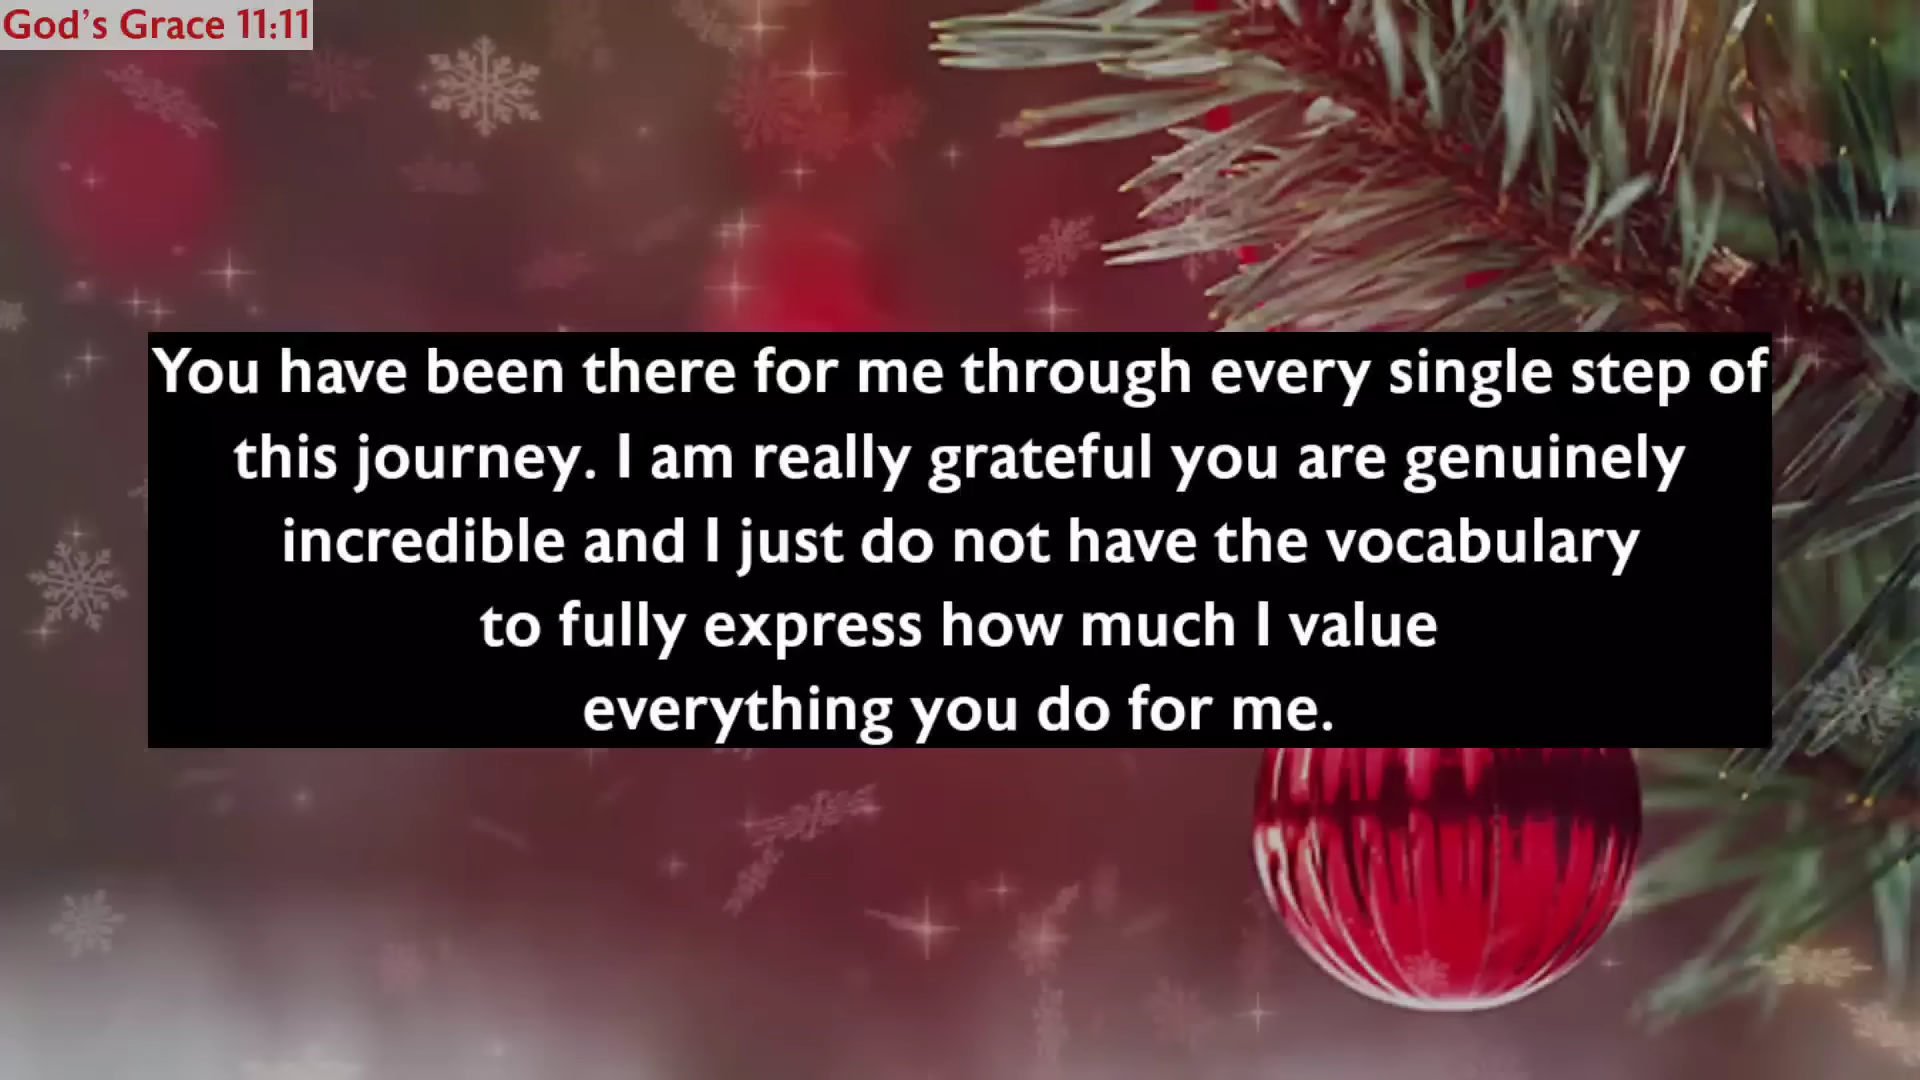 God's Grace 11:11
You have been there for me through every single step of
this journey. I am really grateful you are genuinely
incredible and I just do not have the vocabulary
to fully express how much I value
everything you do for me.